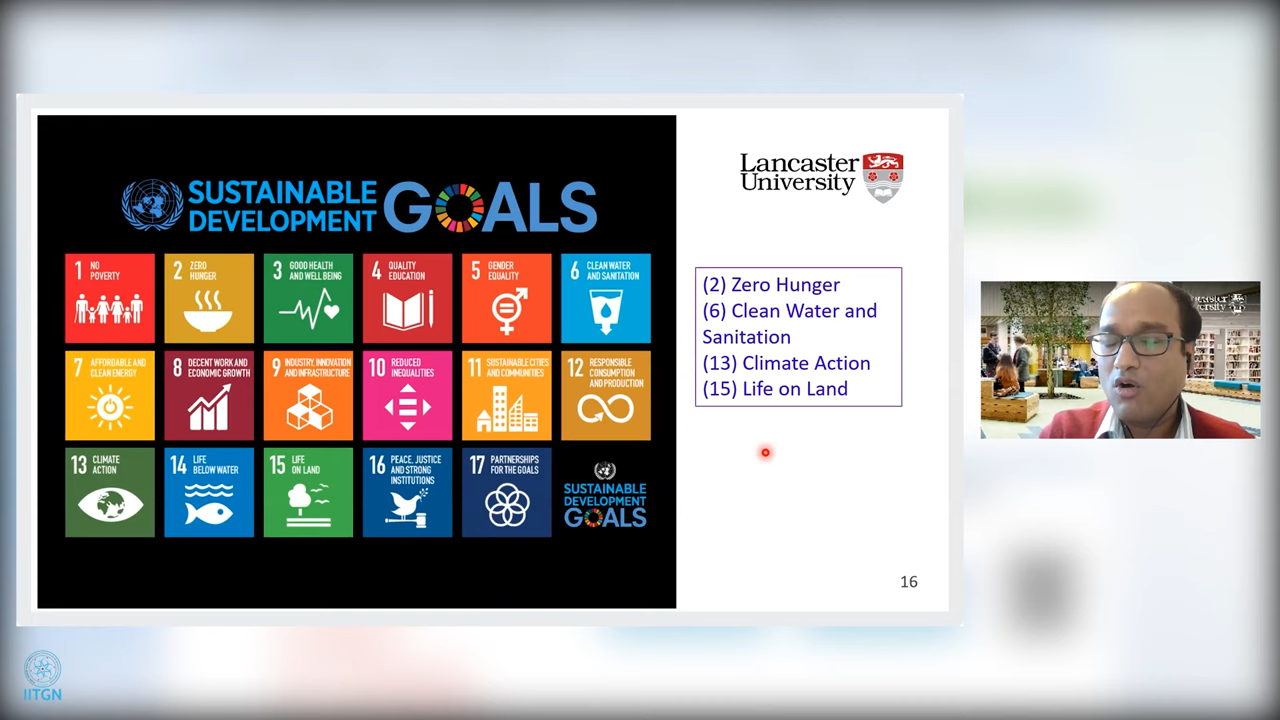 SUSTAINABLE
DEVELOPMENT
GOALS
1 NO
POVERTY
2 ZERO
HUNGER
3 GOOD HEALTH
AND WELL BEING
4 QUALITY
EDUCATION
5 GENDER
EQUALITY
6 CLEAN WATER
AND SANITATION
7 AFFORDABLE AND
CLEAN ENERGY
8 DECENT WORK AND
ECONOMIC GROWTH
9 INDUSTRY, INNOVATION
AND INFRASTRUCTURE
10 REDUCED
INEQUALITIES
11 SUSTAINABLE CITIES
AND COMMUNITIES
12 RESPONSIBLE
CONSUMPTION
AND PRODUCTION
13 CLIMATE
ACTION
14 LIFE
BELOW WATER
15 LIFE
ON LAND
16 PEACE, JUSTICE
AND STRONG
INSTITUTIONS
17 PARTNERSHIPS
FOR THE GOALS
SUSTAINABLE
DEVELOPMENT
GOALS
Lancaster
University
(2) Zero Hunger
(6) Clean Water and
Sanitation
(13) Climate Action
(15) Life on Land
16
IITGN